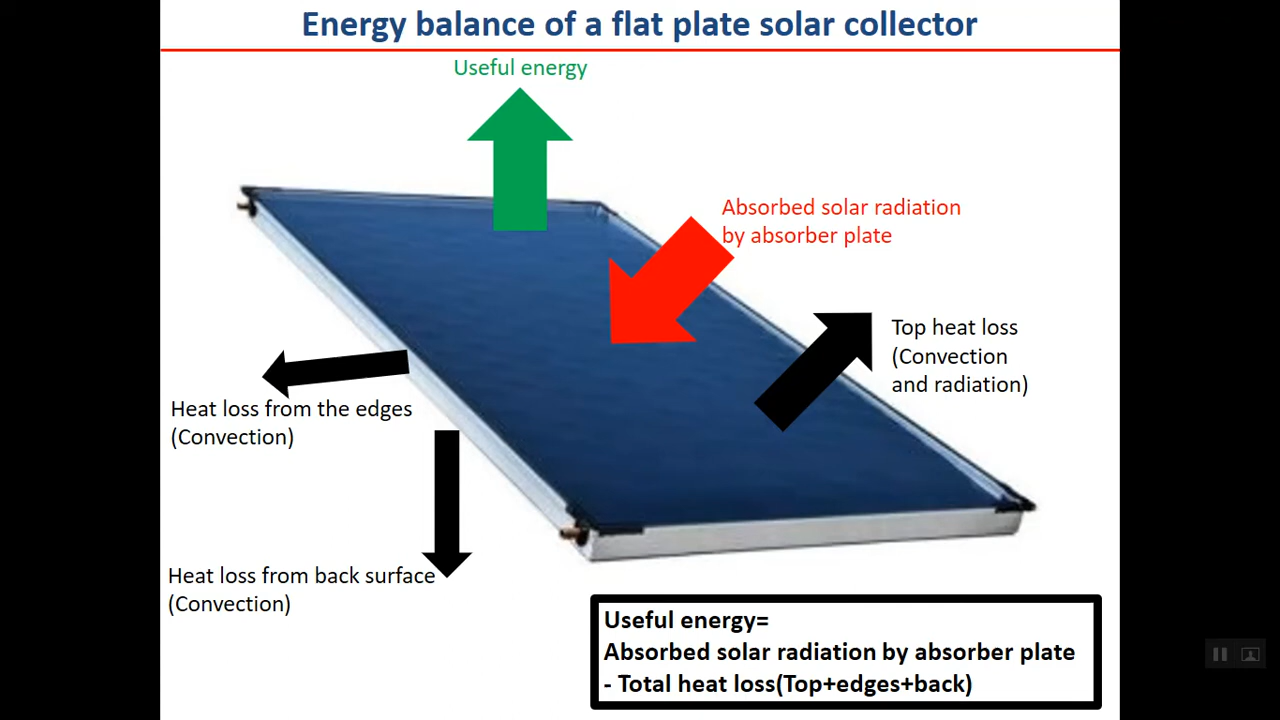 Energy balance of a flat plate solar collector
Useful energy
Absorbed solar radiation
by absorber plate
Top heat loss
(Convection
and radiation)
Heat loss from the edges
(Convection)
Heat loss from back surface
(Convection)
Useful energy=
Absorbed solar radiation by absorber plate
- Total heat loss(Top+edges+back)